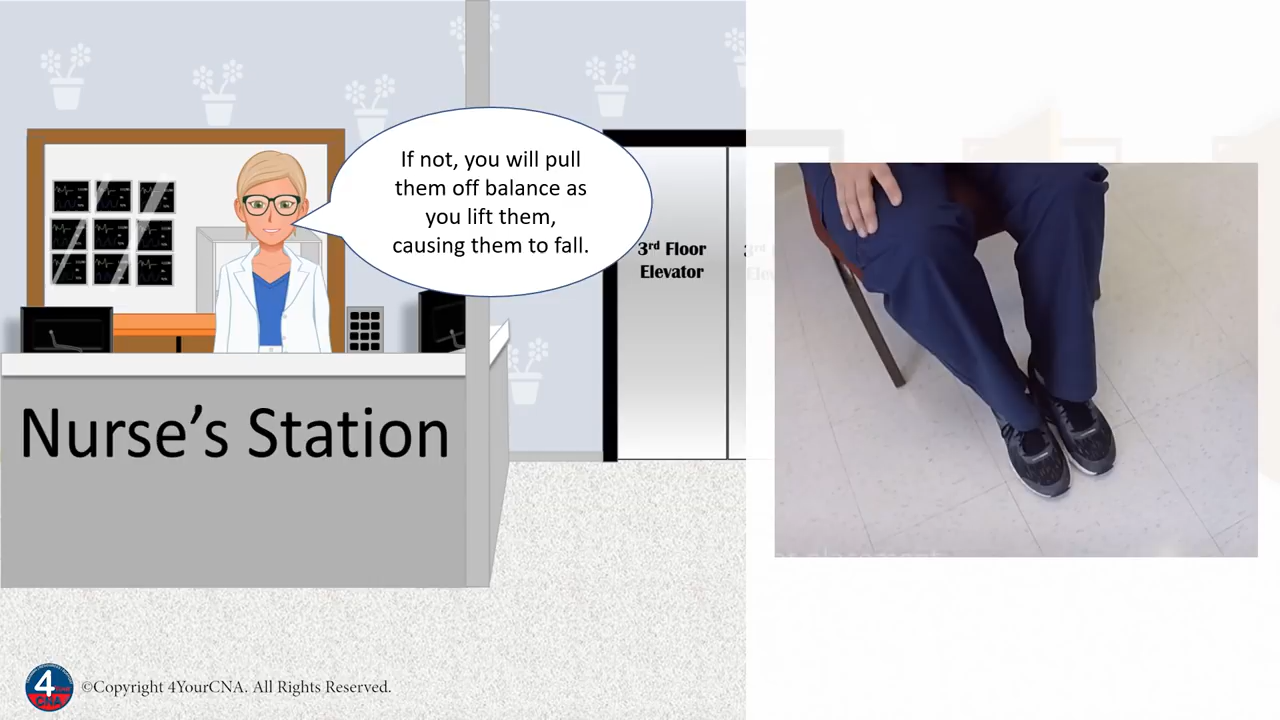 If not, you will pull
them off balance as
you lift them,
causing them to fall.
3rd Floor
Elevator
Nurse's Station
4
CNA
©Copyright 4YourCNA. All Rights Reserved.